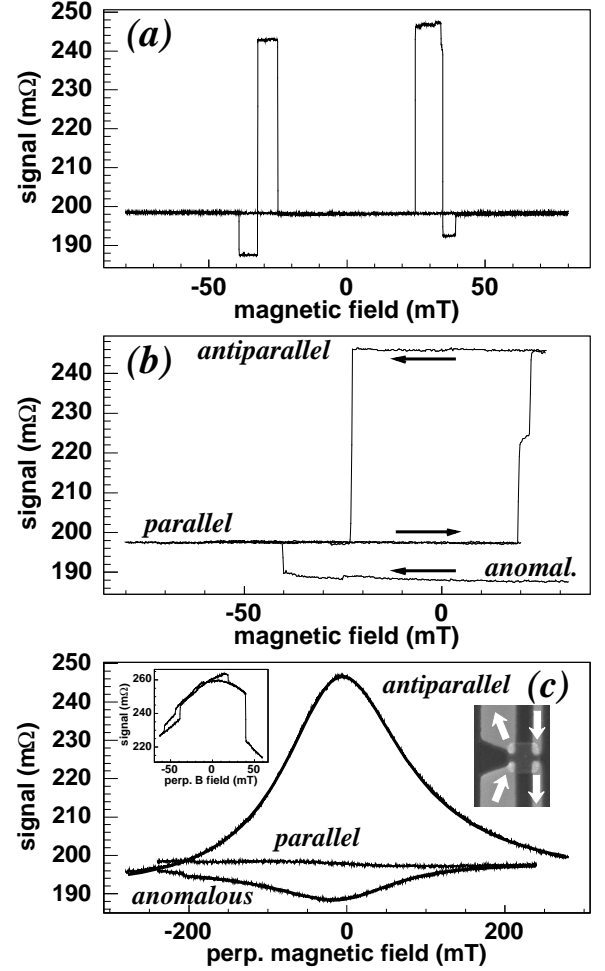 (a)
250
240
230
220
210
200
190
signal (mΩ)
-50
0
50
magnetic field (mT)
(b)
antiparallel
240
230
220
210
200
190
signal (mΩ)
parallel
anomal.
-50
0
magnetic field (mT)
(c)
antiparallel
250
240
230
220
210
200
190
signal (mΩ)
260
240
220
signal (mΩ)
-50
0
50
perp. B field (mT)
parallel
anomalous
-200
0
200
perp. magnetic field (mT)